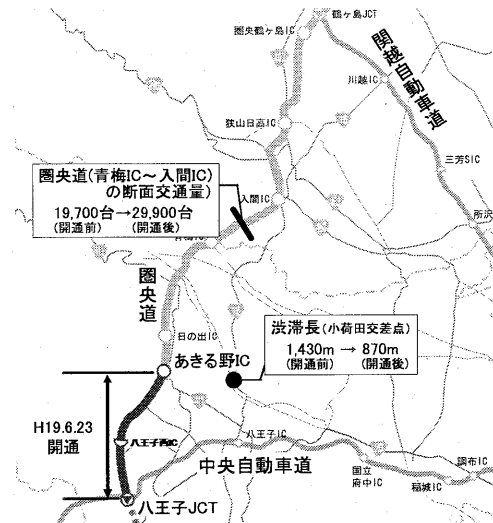 鶴ヶ島JCT
圏央鶴ヶ島IC
関越自動車道
川越IC
狭山日高IC
三芳SIC
圏央道(青梅IC～入間IC)
の断面交通量)
19,700台→29,900台
(開通前) (開通後)
入間IC
所沢
青梅IC
圏央道
日の出IC
渋滞長(小荷田交差点)
1,430m → 870m
(開通前) (開通後)
あきる野IC
H19.6.23
開通
八王子西IC
八王子IC
中央自動車道
国立
府中IC
稲城IC
調布IC
八王子JCT